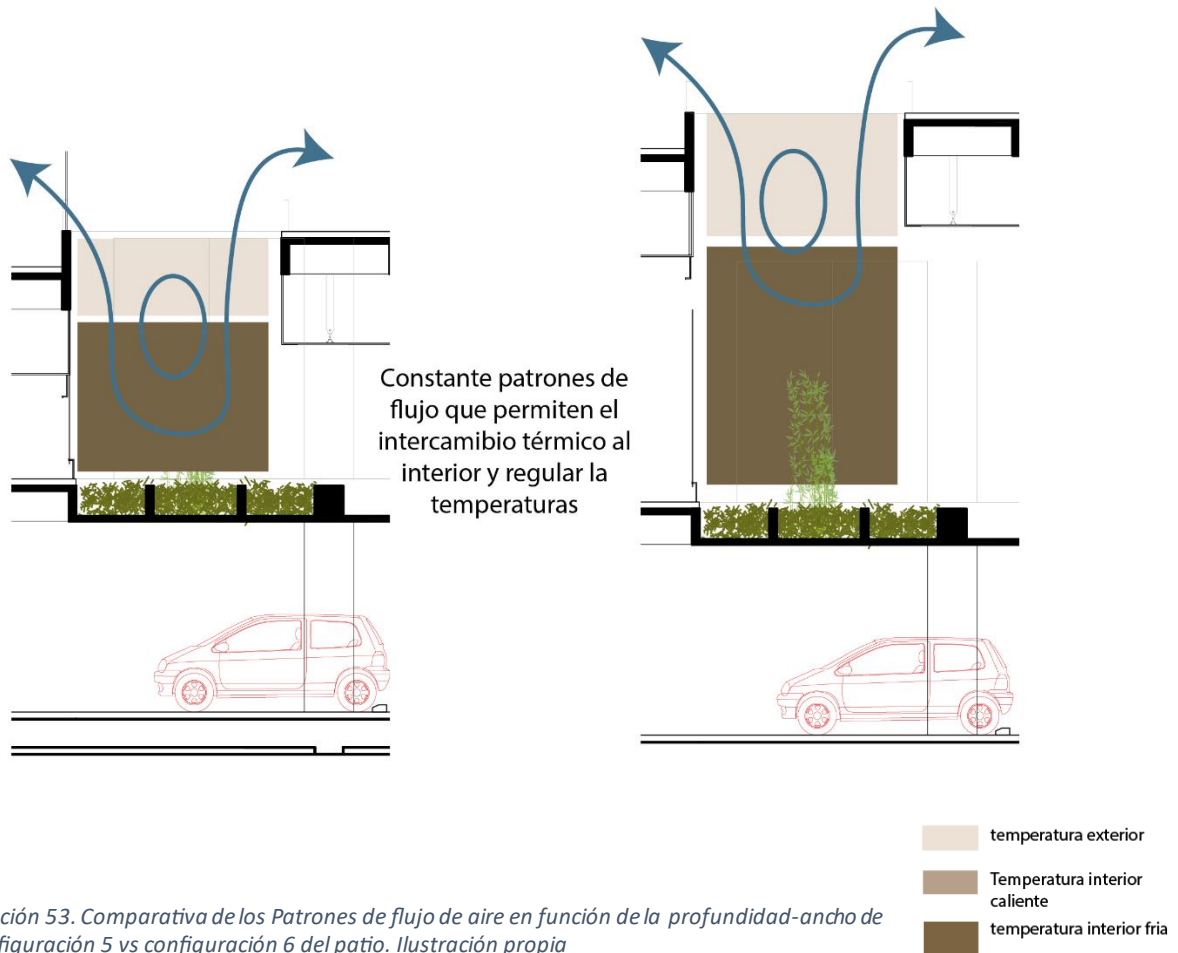 Constante patrones de
flujo que permiten el
intercambio térmico al
interior y regular la
temperaturas
temperatura exterior
Temperatura interior
caliente
temperatura interior fria
ción 53. Comparativa de los Patrones de flujo de aire en función de la profundidad-ancho de
figuración 5 vs configuración 6 del patio. Ilustración propia